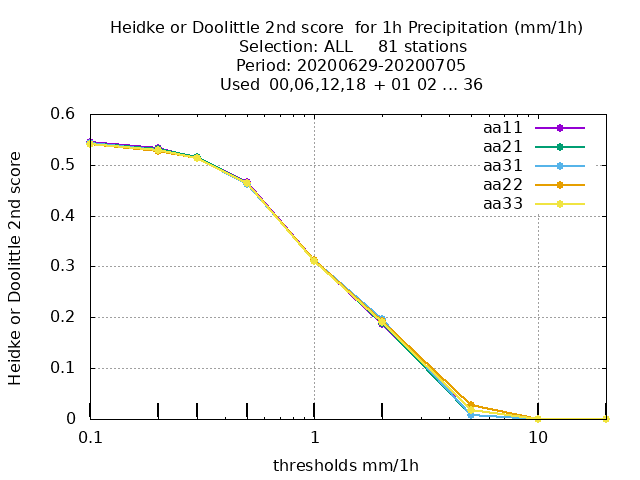 Heidke or Doolittle 2nd score  for 1h Precipitation (mm/1h)
Selection: ALL     81 stations
Period: 20200629-20200705
Used  00,06,12,18  + 01 02 ... 36
Heidke or Doolittle 2nd score
0.6
0.5
0.4
0.3
0.2
0.1
0
aa11
aa21
aa31
aa22
aa33
0.1 1 10
thresholds mm/1h